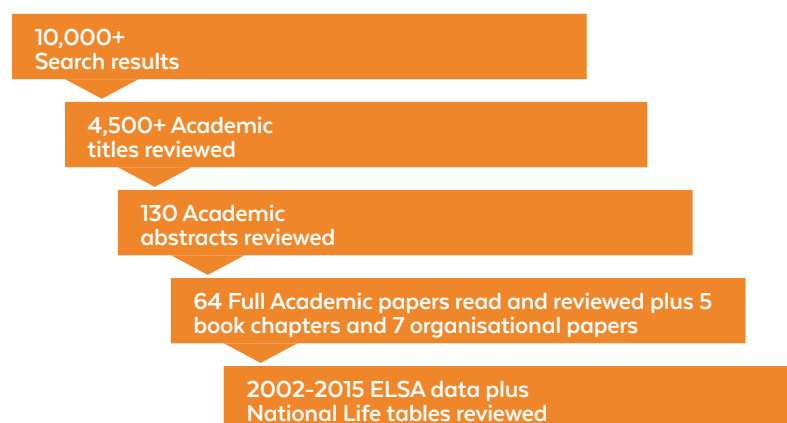 10,000+
Search results
4,500+ Academic
titles reviewed
130 Academic
abstracts reviewed
64 Full Academic papers read and reviewed plus 5
book chapters and 7 organisational papers
2002-2015 ELSA data plus
National Life tables reviewed